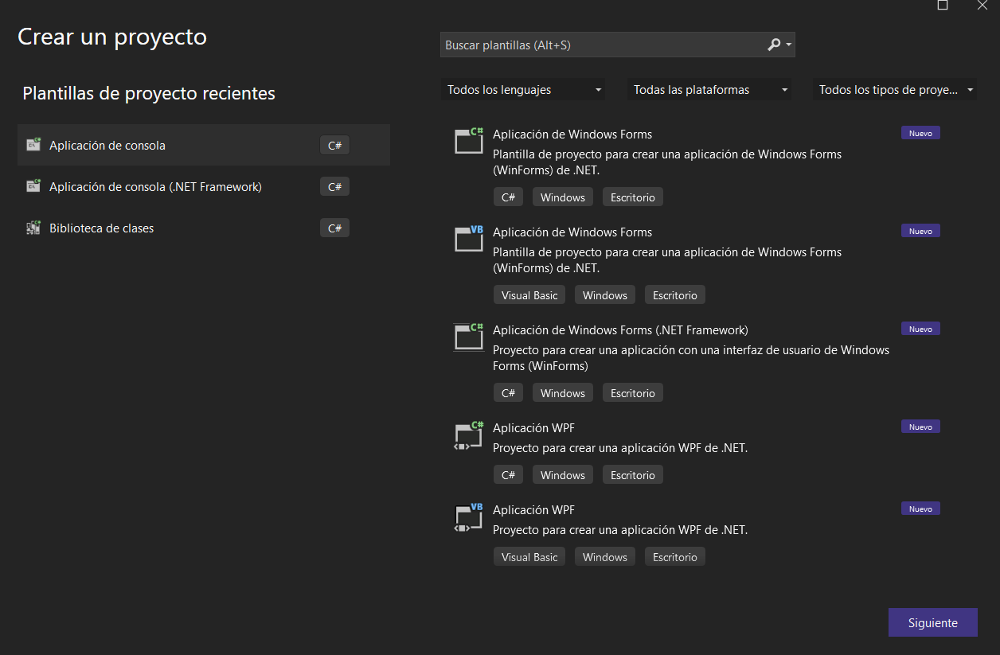 Crear un proyecto
Plantillas de proyecto recientes
Aplicación de consola C#
Aplicación de consola (.NET Framework) C#
Biblioteca de clases C#
Buscar plantillas (Alt+S)
Todos los lenguajes Todas las plataformas Todos los tipos de proye...
C#
Aplicación de Windows Forms Nuevo
Plantilla de proyecto para crear una aplicación de Windows Forms
(WinForms) de .NET.
C# Windows Escritorio
VB
Aplicación de Windows Forms Nuevo
Plantilla de proyecto para crear una aplicación de Windows Forms
(WinForms) de .NET.
Visual Basic Windows Escritorio
C#
Aplicación de Windows Forms (.NET Framework) Nuevo
Proyecto para crear una aplicación con una interfaz de usuario de Windows
Forms (WinForms)
C# Windows Escritorio
C#
Aplicación WPF Nuevo
Proyecto para crear una aplicación WPF de .NET.
C# Windows Escritorio
VB
Aplicación WPF Nuevo
Proyecto para crear una aplicación WPF de .NET.
Visual Basic Windows Escritorio
Siguiente